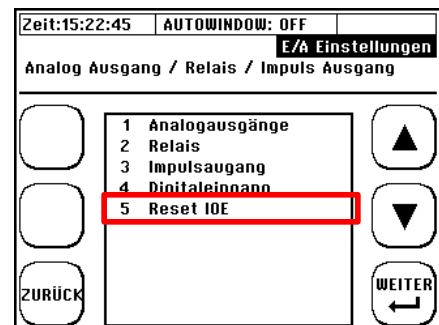 Zeit:15:22:45 AUTOWINDOW: OFF
E/A Einstellungen
Analog Ausgang / Relais / Impuls Ausgang
1 Analogausgänge
2 Relais
3 Impulsaugang
4 Digitaleingang
5 Reset IOE
ZURÜCK
WEITER